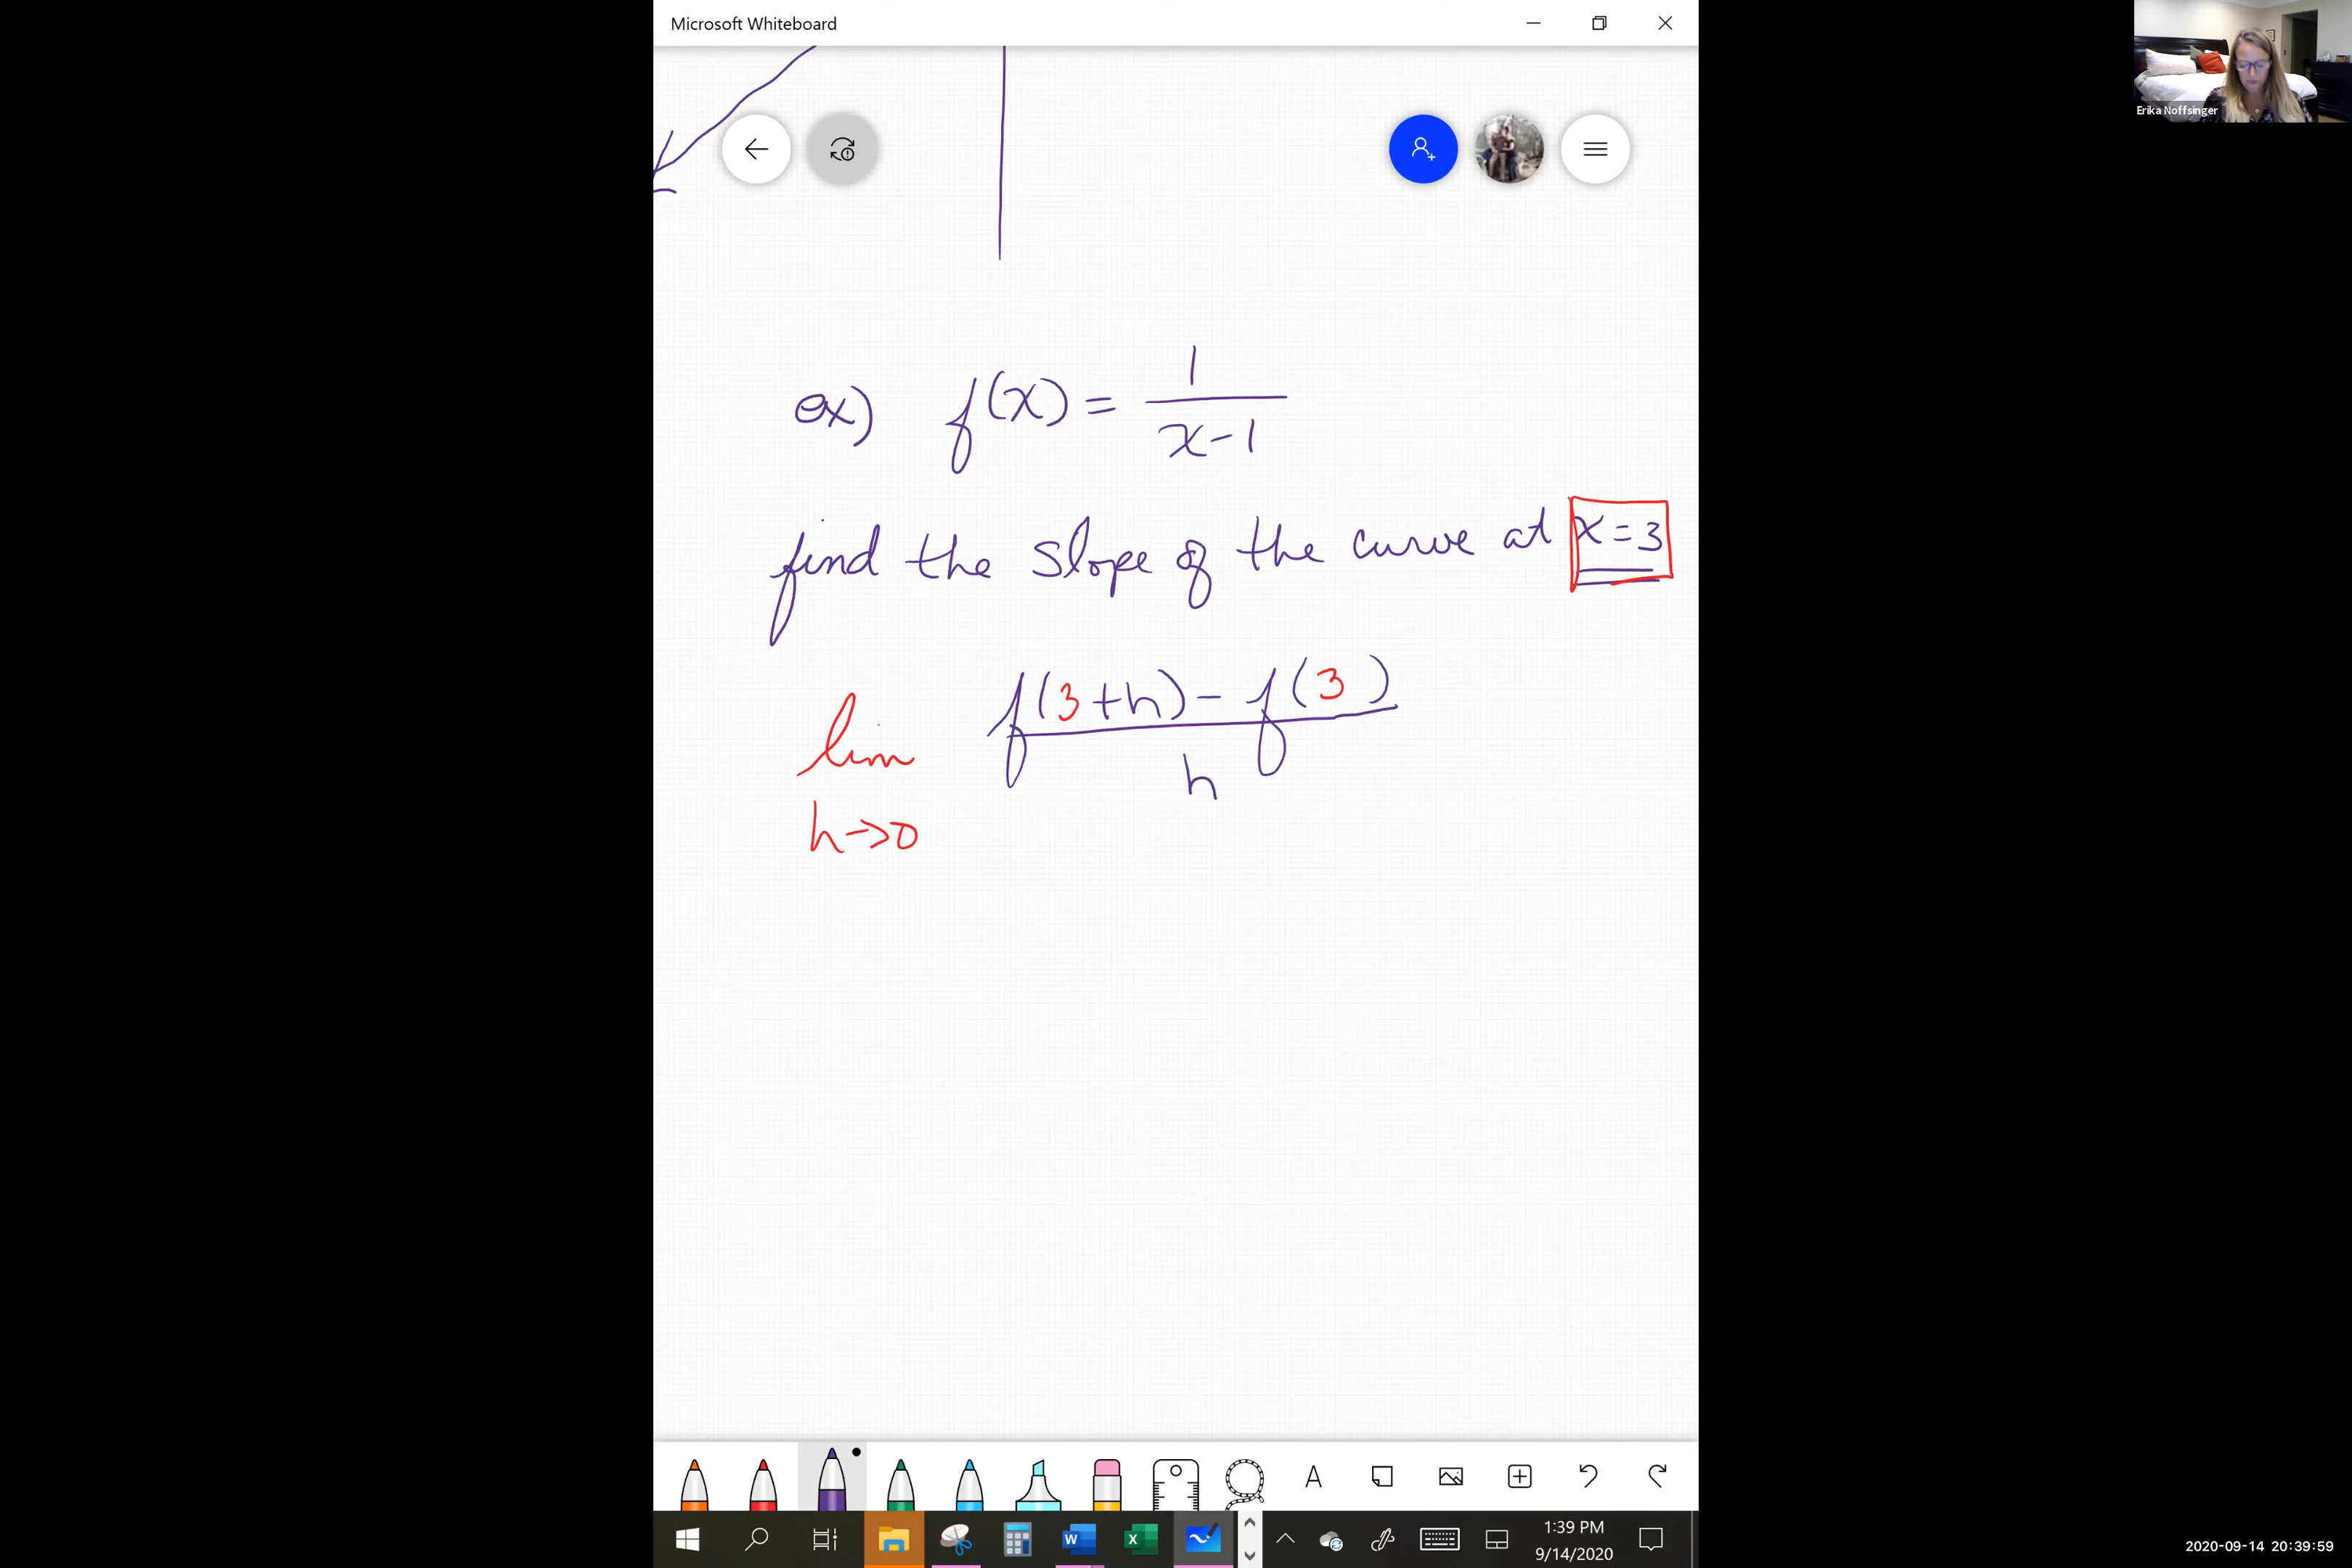 Microsoft Whiteboard
Erika Noffsinger
ex) f(x) = 1/(x-1)
find the slope of the curve at x = 3
lim h→0 (f(3+h) - f(3))/h
A
W
X
1:39 PM
9/14/2020
2020-09-14 20:39:59